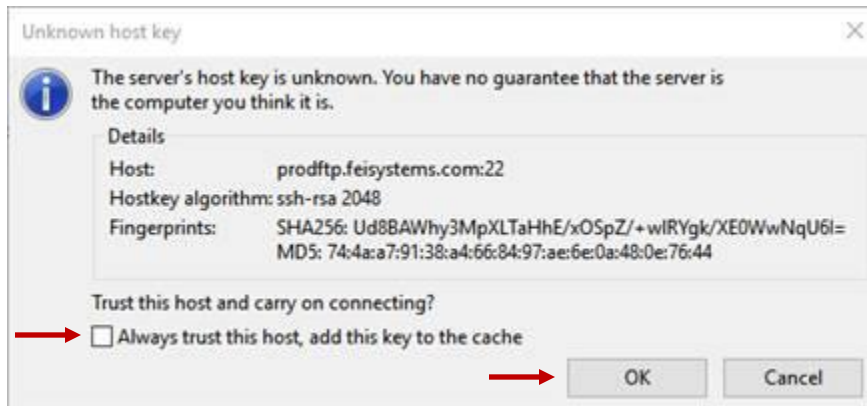 Unknown host key
The server's host key is unknown. You have no guarantee that the server is
the computer you think it is.
Details
Host: prodftp.feisystems.com:22
Hostkey algorithm: ssh-rsa 2048
Fingerprints: SHA256: Ud8BAWhy3MpXLTaHhE/xOSpZ/+wlRYgk/XE0WwNqU6I=
MD5: 74:4a:a7:91:38:a4:66:84:97:ae:6e:0a:48:0e:76:44
Trust this host and carry on connecting?
Always trust this host, add this key to the cache
OK Cancel